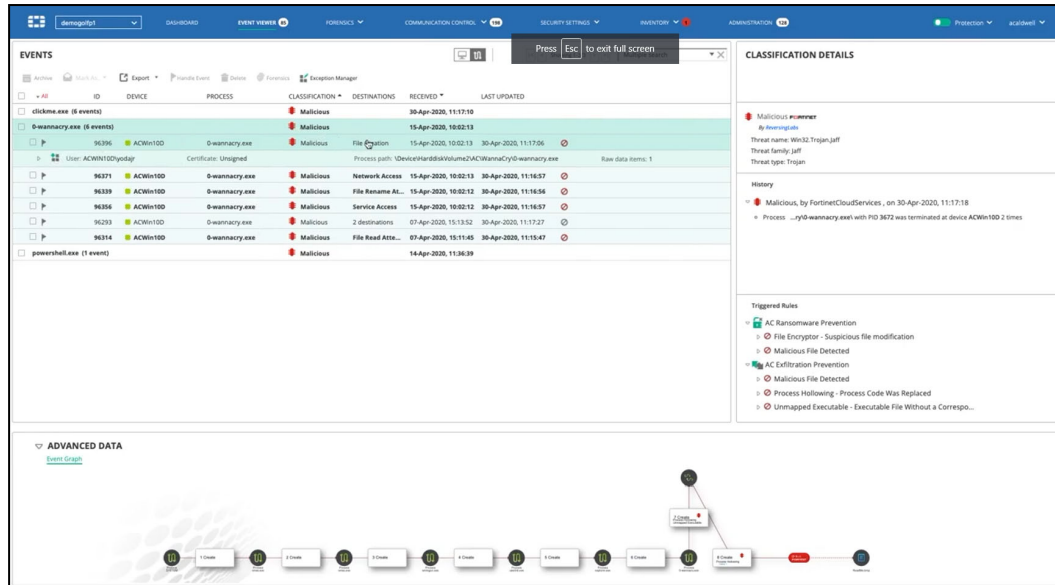 demogolfp1
DASHBOARD
EVENT VIEWER 85
FORENSICS
COMMUNICATION CONTROL 198
SECURITY SETTINGS
INVENTORY
ADMINISTRATION 128
Protection
acaldwell
Press Esc to exit full screen
EVENTS
Archive
Export
Handle Event
Delete
Forensics
Exception Manager
All ID DEVICE PROCESS CLASSIFICATION DESTINATIONS RECEIVED LAST UPDATED
clickme.exe (6 events) Malicious 30-Apr-2020, 11:17:10
0-wannacry.exe (6 events) Malicious 15-Apr-2020, 10:02:13
96396 ACWin10D 0-wannacry.exe Malicious File Creation 15-Apr-2020, 10:02:13 30-Apr-2020, 11:17:06
User: ACWIN10D\yodajr Certificate: Unsigned Process path: \Device\HarddiskVolume2\AC\WannaCry\0-wannacry.exe Raw data items: 1
96371 ACWin10D 0-wannacry.exe Malicious Network Access 15-Apr-2020, 10:02:13 30-Apr-2020, 11:16:57
96339 ACWin10D 0-wannacry.exe Malicious File Rename At... 15-Apr-2020, 10:02:12 30-Apr-2020, 11:16:56
96356 ACWin10D 0-wannacry.exe Malicious Service Access 15-Apr-2020, 10:02:12 30-Apr-2020, 11:16:57
96293 ACWin10D 0-wannacry.exe Malicious 2 destinations 07-Apr-2020, 15:13:52 30-Apr-2020, 11:17:27
96314 ACWin10D 0-wannacry.exe Malicious File Read Atte... 07-Apr-2020, 15:11:45 30-Apr-2020, 11:15:47
powershell.exe (1 event) Malicious 14-Apr-2020, 11:36:39
CLASSIFICATION DETAILS
Malicious FORTINET
By ReversingLabs
Threat name: Win32.Trojan.Jaff
Threat family: Jaff
Threat type: Trojan
History
Malicious, by FortinetCloudServices , on 30-Apr-2020, 11:17:18
Process ...ry\0-wannacry.exe\ with PID 3672 was terminated at device ACWin10D 2 times
Triggered Rules
AC Ransomware Prevention
File Encryptor - Suspicious file modification
Malicious File Detected
AC Exfiltration Prevention
Malicious File Detected
Process Hollowing - Process Code Was Replaced
Unmapped Executable - Executable File Without a Correspo...
ADVANCED DATA
Event Graph
7 Create
1 Create
2 Create
3 Create
4 Create
5 Create
6 Create
8 Create